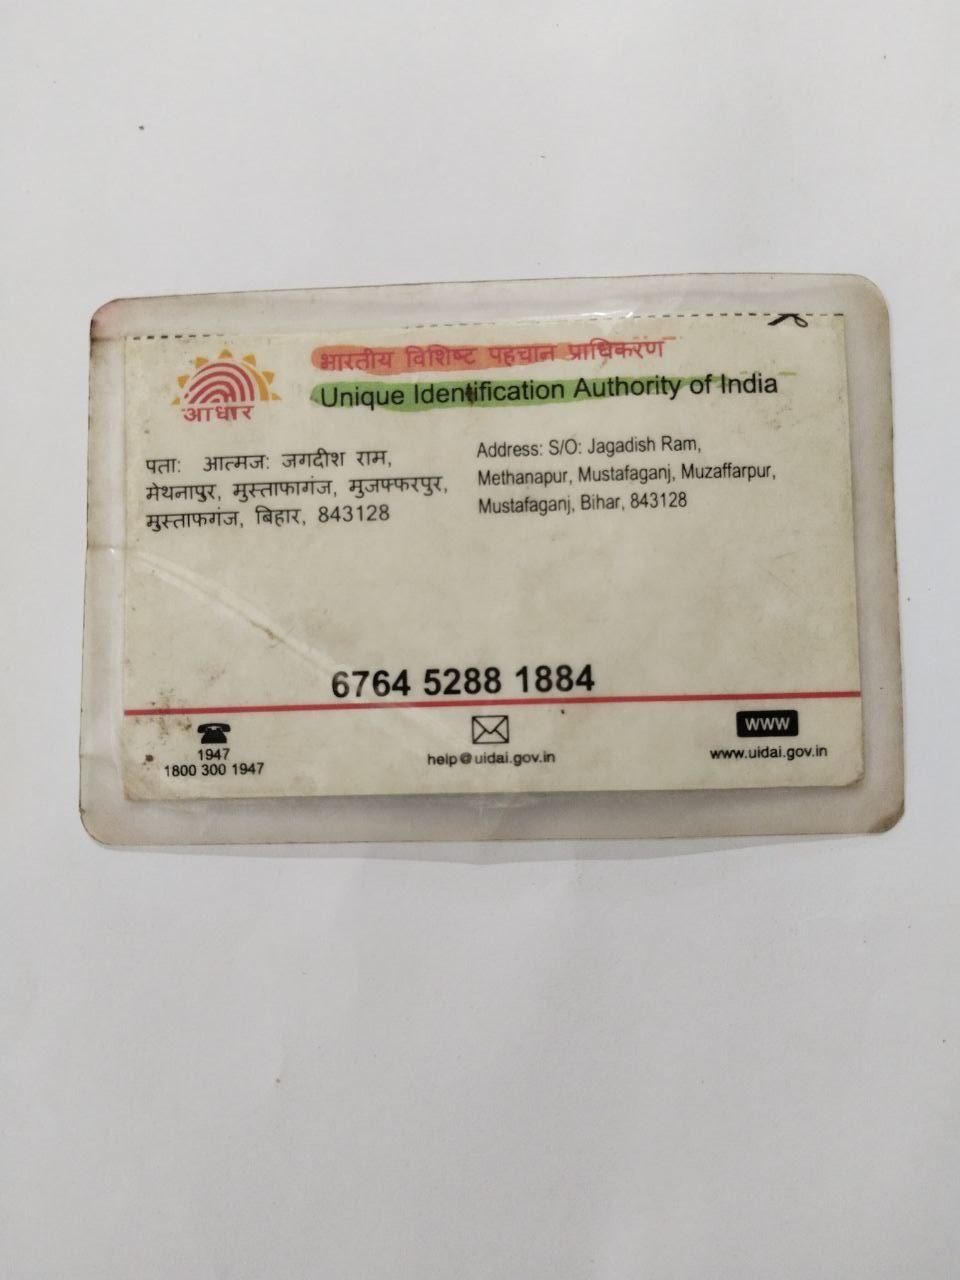 भारतीय विशिष्ट पहचान प्राधिकरण
Unique Identification Authority of India
आधार
पता: आत्मज: जगदीश राम,
मेथनापुर, मुस्ताफागंज, मुजफ्फरपुर,
मुस्ताफगंज, बिहार, 843128
Address: S/O: Jagadish Ram,
Methanapur, Mustafaganj, Muzaffarpur,
Mustafaganj, Bihar, 843128
6764 5288 1884
1947
1800 300 1947
help@uidai.gov.in
WWW
www.uidai.gov.in